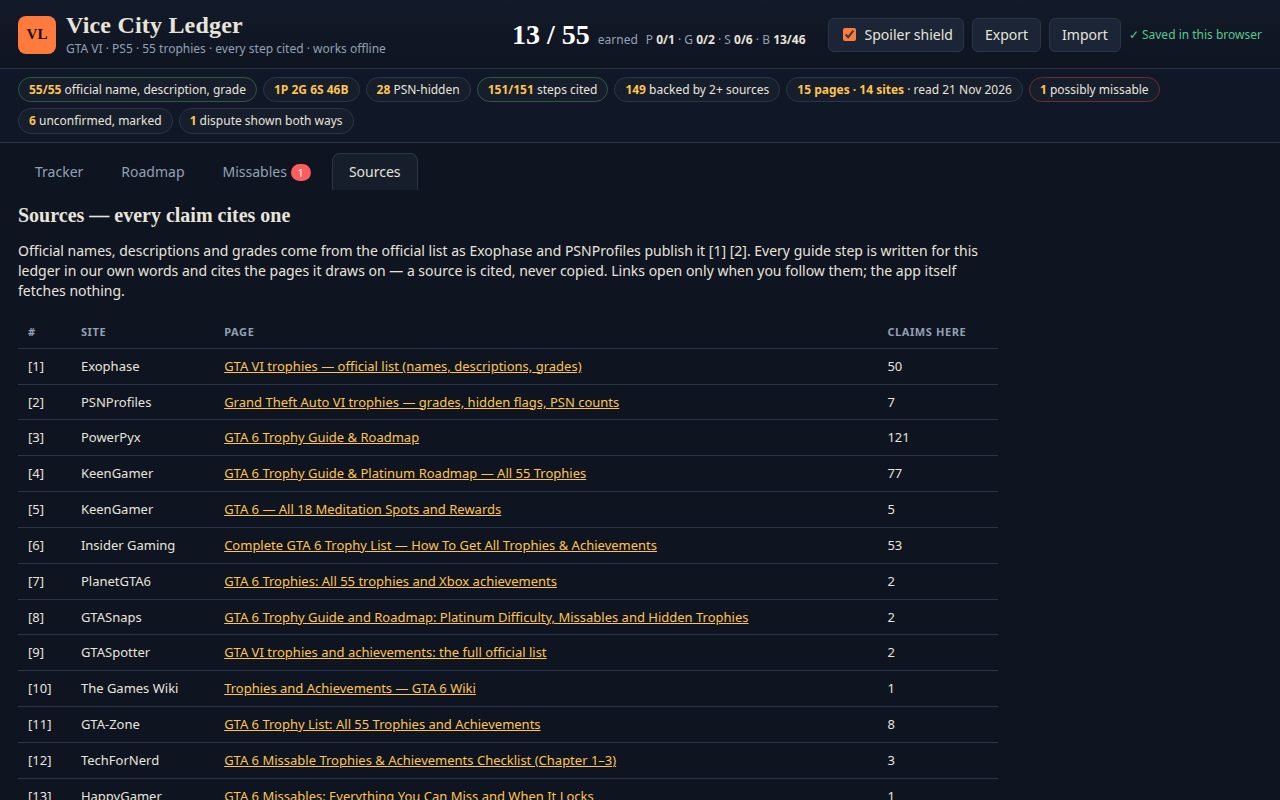 VL
Vice City Ledger
GTA VI · PS5 · 55 trophies · every step cited · works offline
13 / 55 earned P 0/1 · G 0/2 · S 0/6 · B 13/46
Spoiler shield
Export
Import
✓ Saved in this browser
55/55 official name, description, grade
1P 2G 6S 46B
28 PSN-hidden
151/151 steps cited
149 backed by 2+ sources
15 pages · 14 sites · read 21 Nov 2026
1 possibly missable
6 unconfirmed, marked
1 dispute shown both ways
Tracker
Roadmap
Missables 1
Sources
Sources — every claim cites one
Official names, descriptions and grades come from the official list as Exophase and PSNProfiles publish it [1] [2]. Every guide step is written for this
ledger in our own words and cites the pages it draws on — a source is cited, never copied. Links open only when you follow them; the app itself
fetches nothing.
# SITE PAGE CLAIMS HERE
[1] Exophase GTA VI trophies — official list (names, descriptions, grades) 50
[2] PSNProfiles Grand Theft Auto VI trophies — grades, hidden flags, PSN counts 7
[3] PowerPyx GTA 6 Trophy Guide & Roadmap 121
[4] KeenGamer GTA 6 Trophy Guide & Platinum Roadmap — All 55 Trophies 77
[5] KeenGamer GTA 6 — All 18 Meditation Spots and Rewards 5
[6] Insider Gaming Complete GTA 6 Trophy List — How To Get All Trophies & Achievements 53
[7] PlanetGTA6 GTA 6 Trophies: All 55 trophies and Xbox achievements 2
[8] GTASnaps GTA 6 Trophy Guide and Roadmap: Platinum Difficulty, Missables and Hidden Trophies 2
[9] GTASpotter GTA VI trophies and achievements: the full official list 2
[10] The Games Wiki Trophies and Achievements — GTA 6 Wiki 1
[11] GTA-Zone GTA 6 Trophy List: All 55 Trophies and Achievements 8
[12] TechForNerd GTA 6 Missable Trophies & Achievements Checklist (Chapter 1–3) 3
[13] HappyGamer GTA 6 Missables: Everything You Can Miss and When It Locks 1